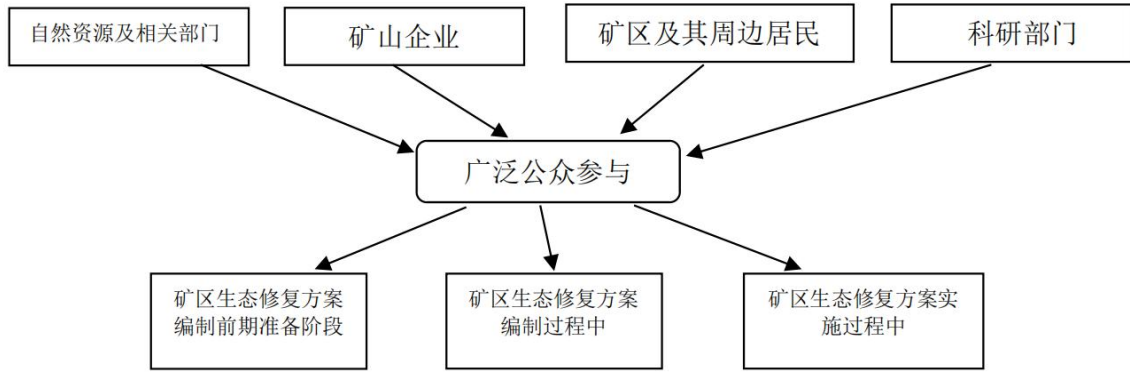 自然资源及相关部门
矿山企业
矿区及其周边居民
科研部门
广泛公众参与
矿区生态修复方案
编制前期准备阶段
矿区生态修复方案
编制过程中
矿区生态修复方案实
施过程中